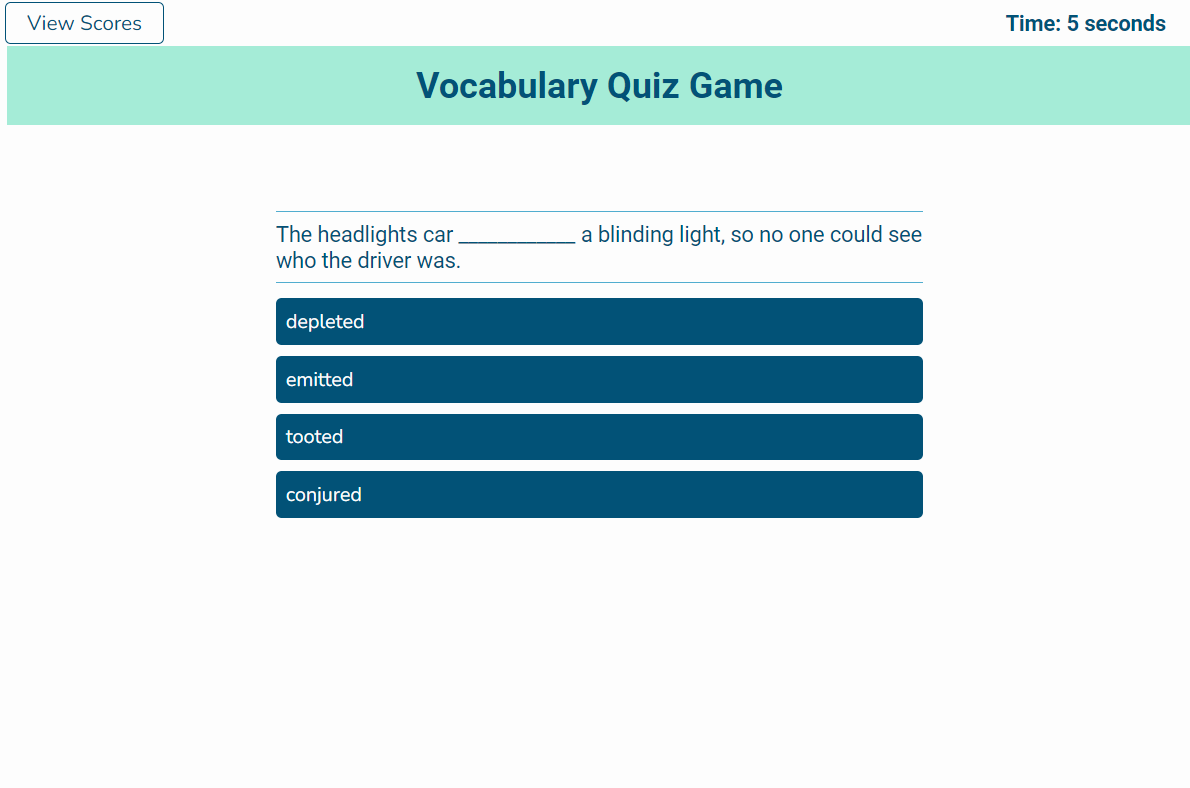 View Scores
Time: 5 seconds
Vocabulary Quiz Game
The headlights car ____________ a blinding light, so no one could see
who the driver was.
depleted
emitted
tooted
conjured